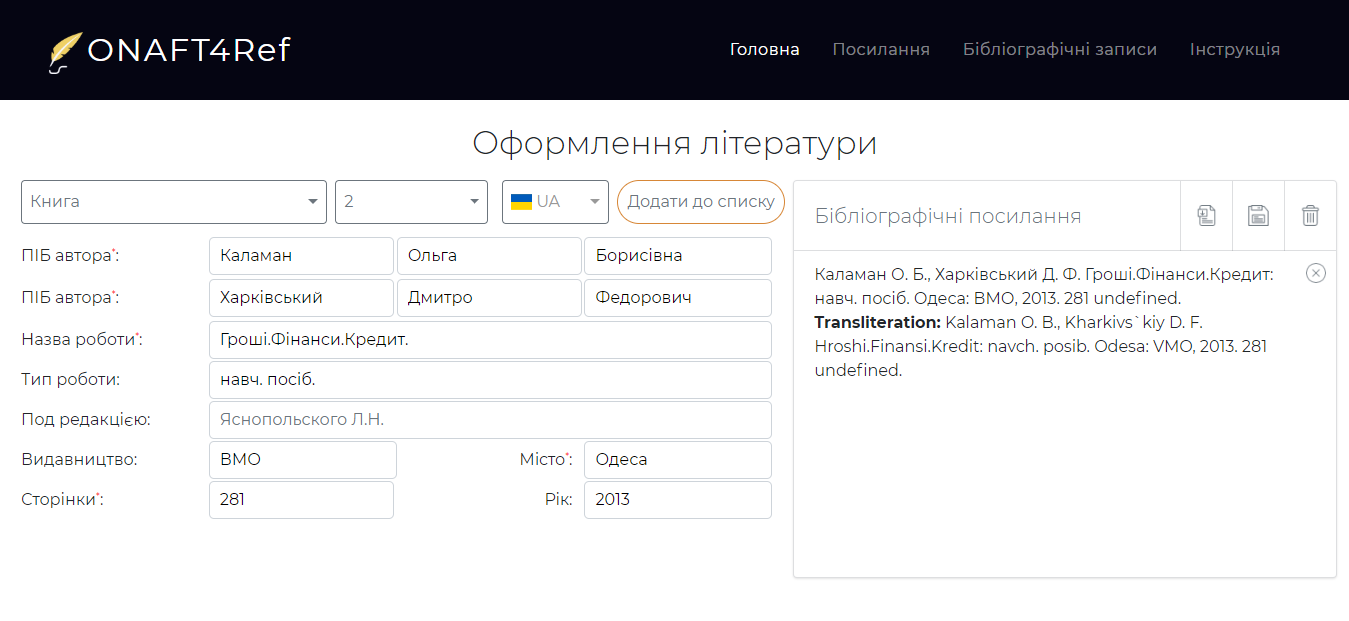 ONAFT4Ref
Головна Посилання Бібліографічні записи Інструкція
Оформлення літератури
Книга 2 UA Додати до списку
ПІБ автора*: Каламан Ольга Борисівна
ПІБ автора*: Харківський Дмитро Федорович
Назва роботи*: Гроші.Фінанси.Кредит.
Тип роботи: навч. посіб.
Под редакцією: Яснопольского Л.Н.
Видавництво: ВМО Місто*: Одеса
Сторінки*: 281 Рік: 2013
Бібліографічні посилання
Каламан О. Б., Харківський Д. Ф. Гроші.Фінанси.Кредит:
навч. посіб. Одеса: ВМО, 2013. 281 undefined.
Transliteration: Kalaman O. B., Kharkivs`kiy D. F.
Hroshi.Finansi.Kredit: navch. posib. Odesa: VMO, 2013. 281
undefined.